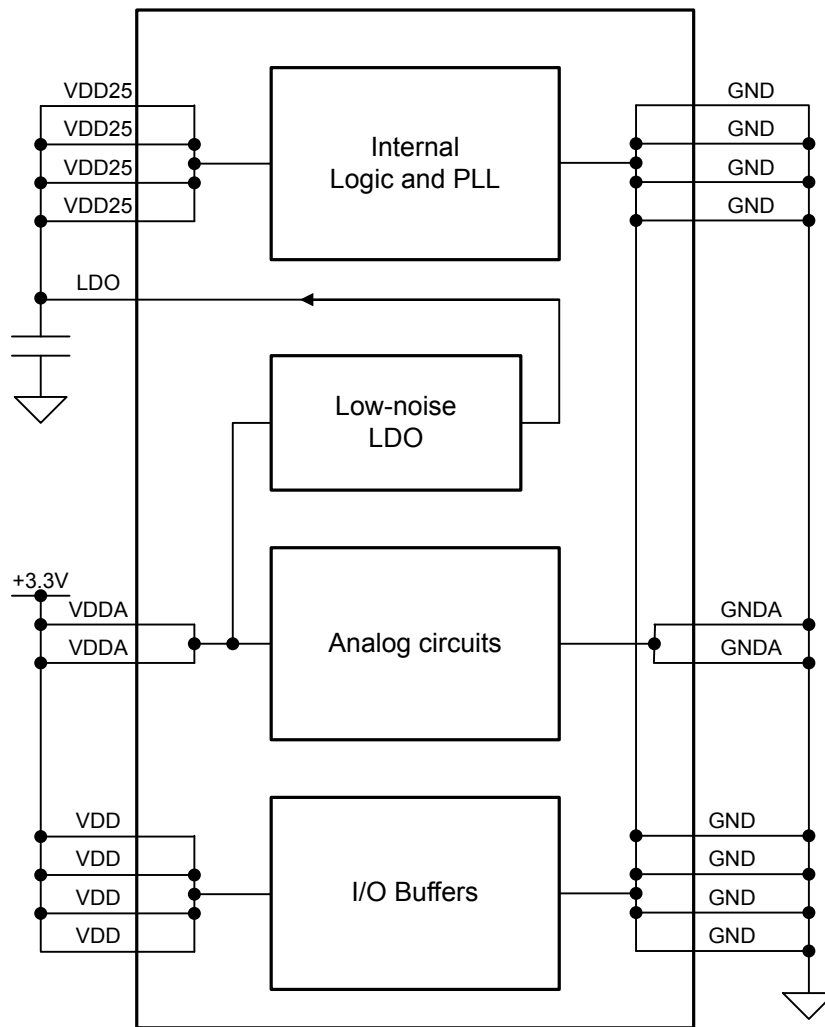 VDD25
VDD25
VDD25
VDD25
Internal
Logic and PLL
GND
GND
GND
GND
LDO
Low-noise
LDO
+3.3V
VDDA
VDDA
Analog circuits
GNDA
GNDA
VDD
VDD
VDD
VDD
I/O Buffers
GND
GND
GND
GND